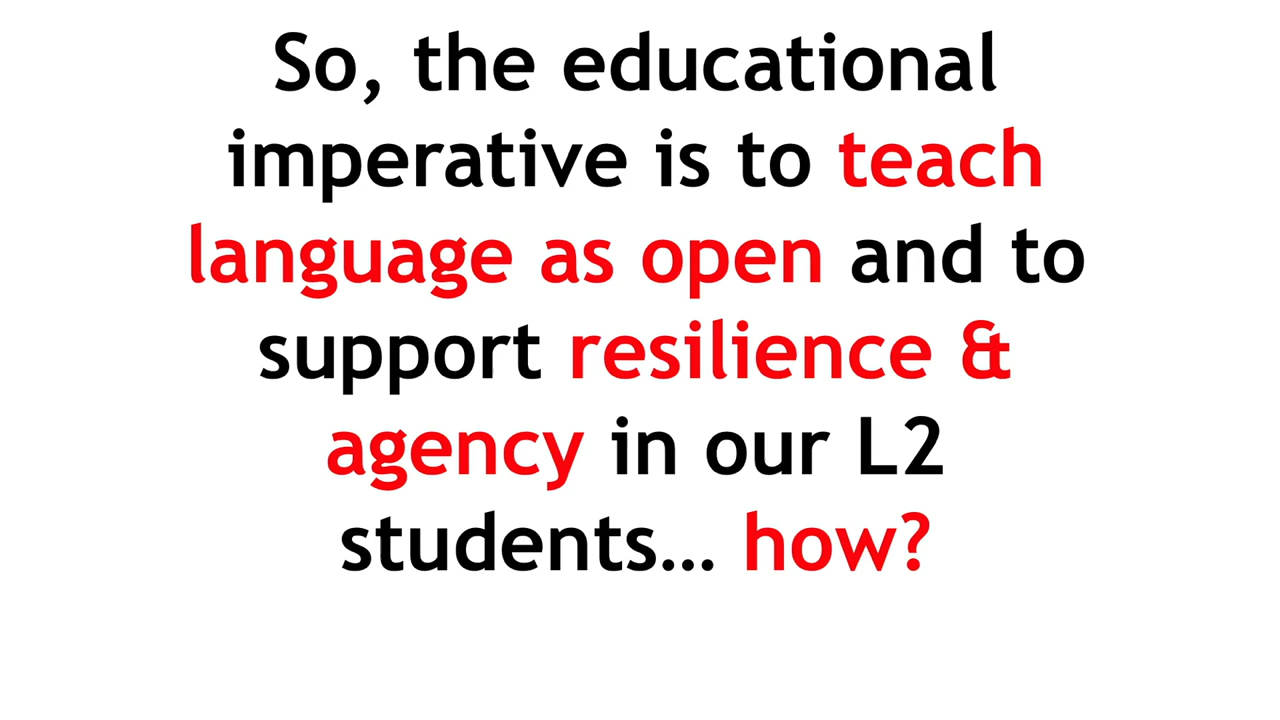 So, the educational
imperative is to teach
language as open and to
support resilience &
agency in our L2
students… how?